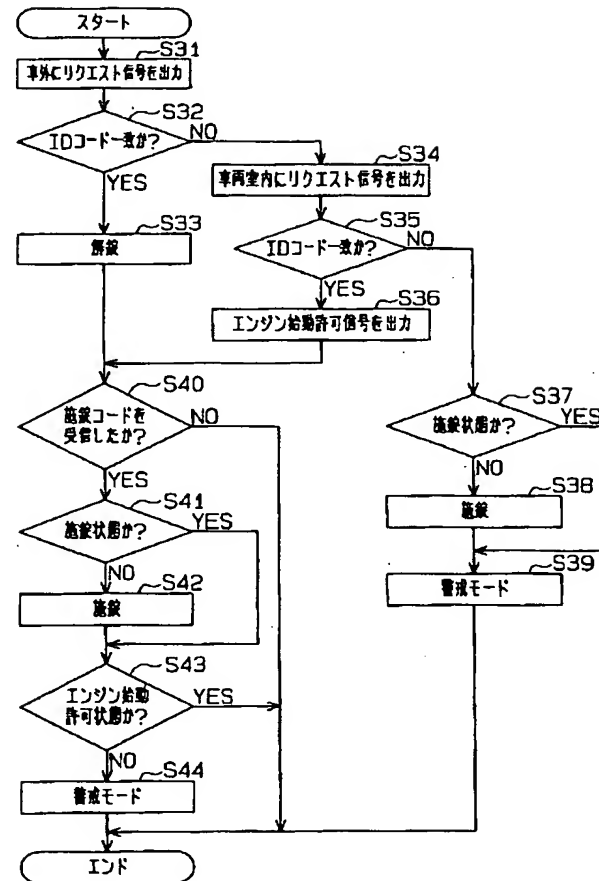 スタート
S31
車外にリクエスト信号を出力
S32
IDコード一致か?
NO
YES
S33
解錠
S34
車両室内にリクエスト信号を出力
S35
IDコード一致か?
NO
YES
S36
エンジン始動許可信号を出力
S37
施錠状態か?
YES
NO
S38
施錠
S39
警戒モード
S40
施錠コードを
受信したか?
NO
YES
S41
施錠状態か?
YES
NO
S42
施錠
S43
エンジン始動
許可状態か?
YES
NO
S44
警戒モード
エンド